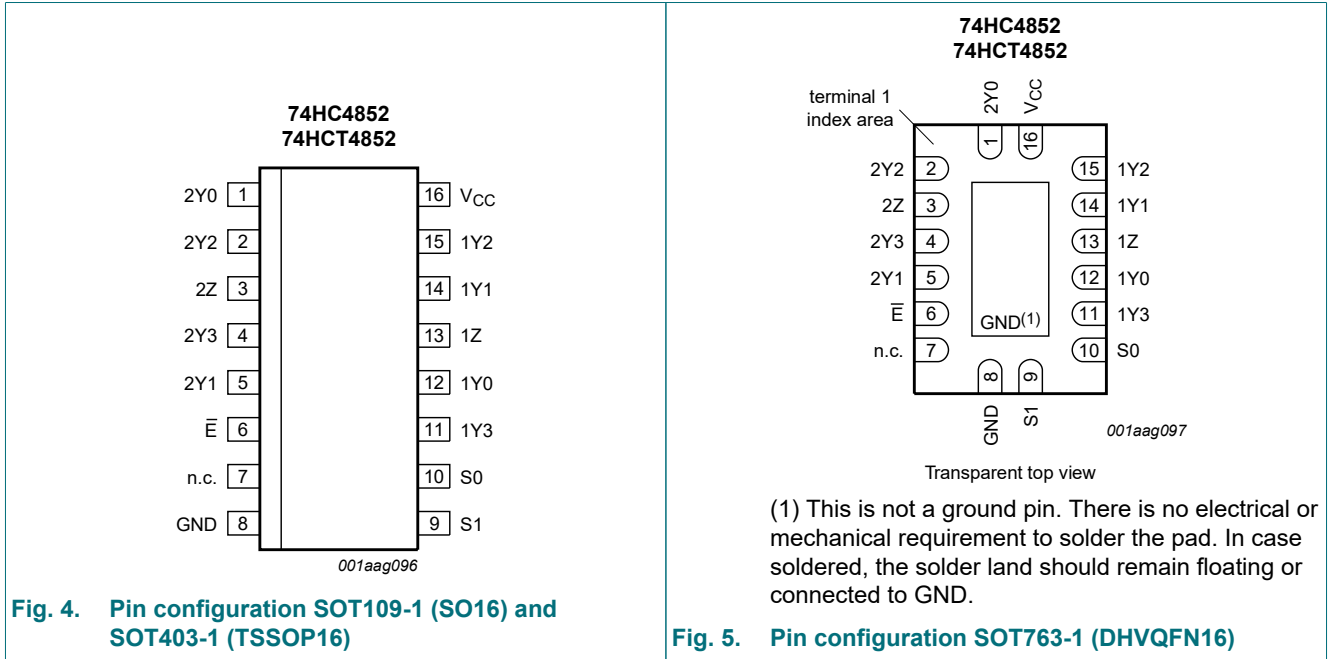 74HC4852
74HCT4852
2Y0 1
16 VCC
2Y2 2
15 1Y2
2Z 3
14 1Y1
2Y3 4
13 1Z
2Y1 5
12 1Y0
E̅ 6
11 1Y3
n.c. 7
10 S0
GND 8
9 S1
001aag096
Fig. 4. Pin configuration SOT109-1 (SO16) and
SOT403-1 (TSSOP16)
74HC4852
74HCT4852
terminal 1
index area
2Y0
VCC
1
16
2Y2 2
15 1Y2
2Z 3
14 1Y1
2Y3 4
13 1Z
2Y1 5
12 1Y0
E̅ 6
11 1Y3
GND(1)
n.c. 7
10 S0
8
9
GND
S1
001aag097
Transparent top view
(1) This is not a ground pin. There is no electrical or
mechanical requirement to solder the pad. In case
soldered, the solder land should remain floating or
connected to GND.
Fig. 5. Pin configuration SOT763-1 (DHVQFN16)